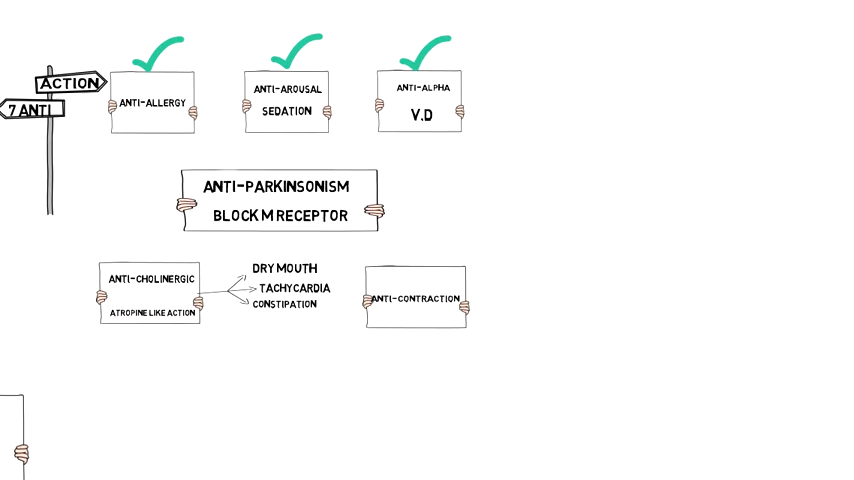 ACTION
7 ANTI
ANTI-ALLERGY
ANTI-AROUSAL
SEDATION
ANTI-ALPHA
V.D
ANTI-PARKINSONISM
BLOCK M RECEPTOR
ANTI-CHOLINERGIC
ATROPINE LIKE ACTION
DRY MOUTH
TACHYCARDIA
CONSTIPATION
ANTI-CONTRACTION